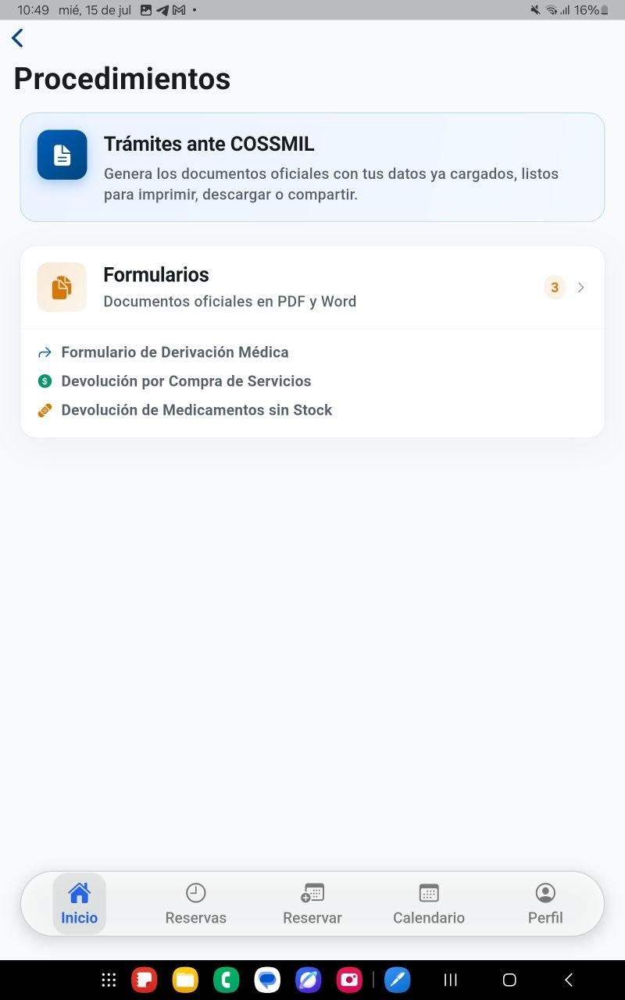 10:49 mié, 15 de jul
16%
Procedimientos
Trámites ante COSSMIL
Genera los documentos oficiales con tus datos ya cargados, listos
para imprimir, descargar o compartir.
Formularios
Documentos oficiales en PDF y Word
3
Formulario de Derivación Médica
Devolución por Compra de Servicios
Devolución de Medicamentos sin Stock
Inicio
Reservas
Reservar
Calendario
Perfil